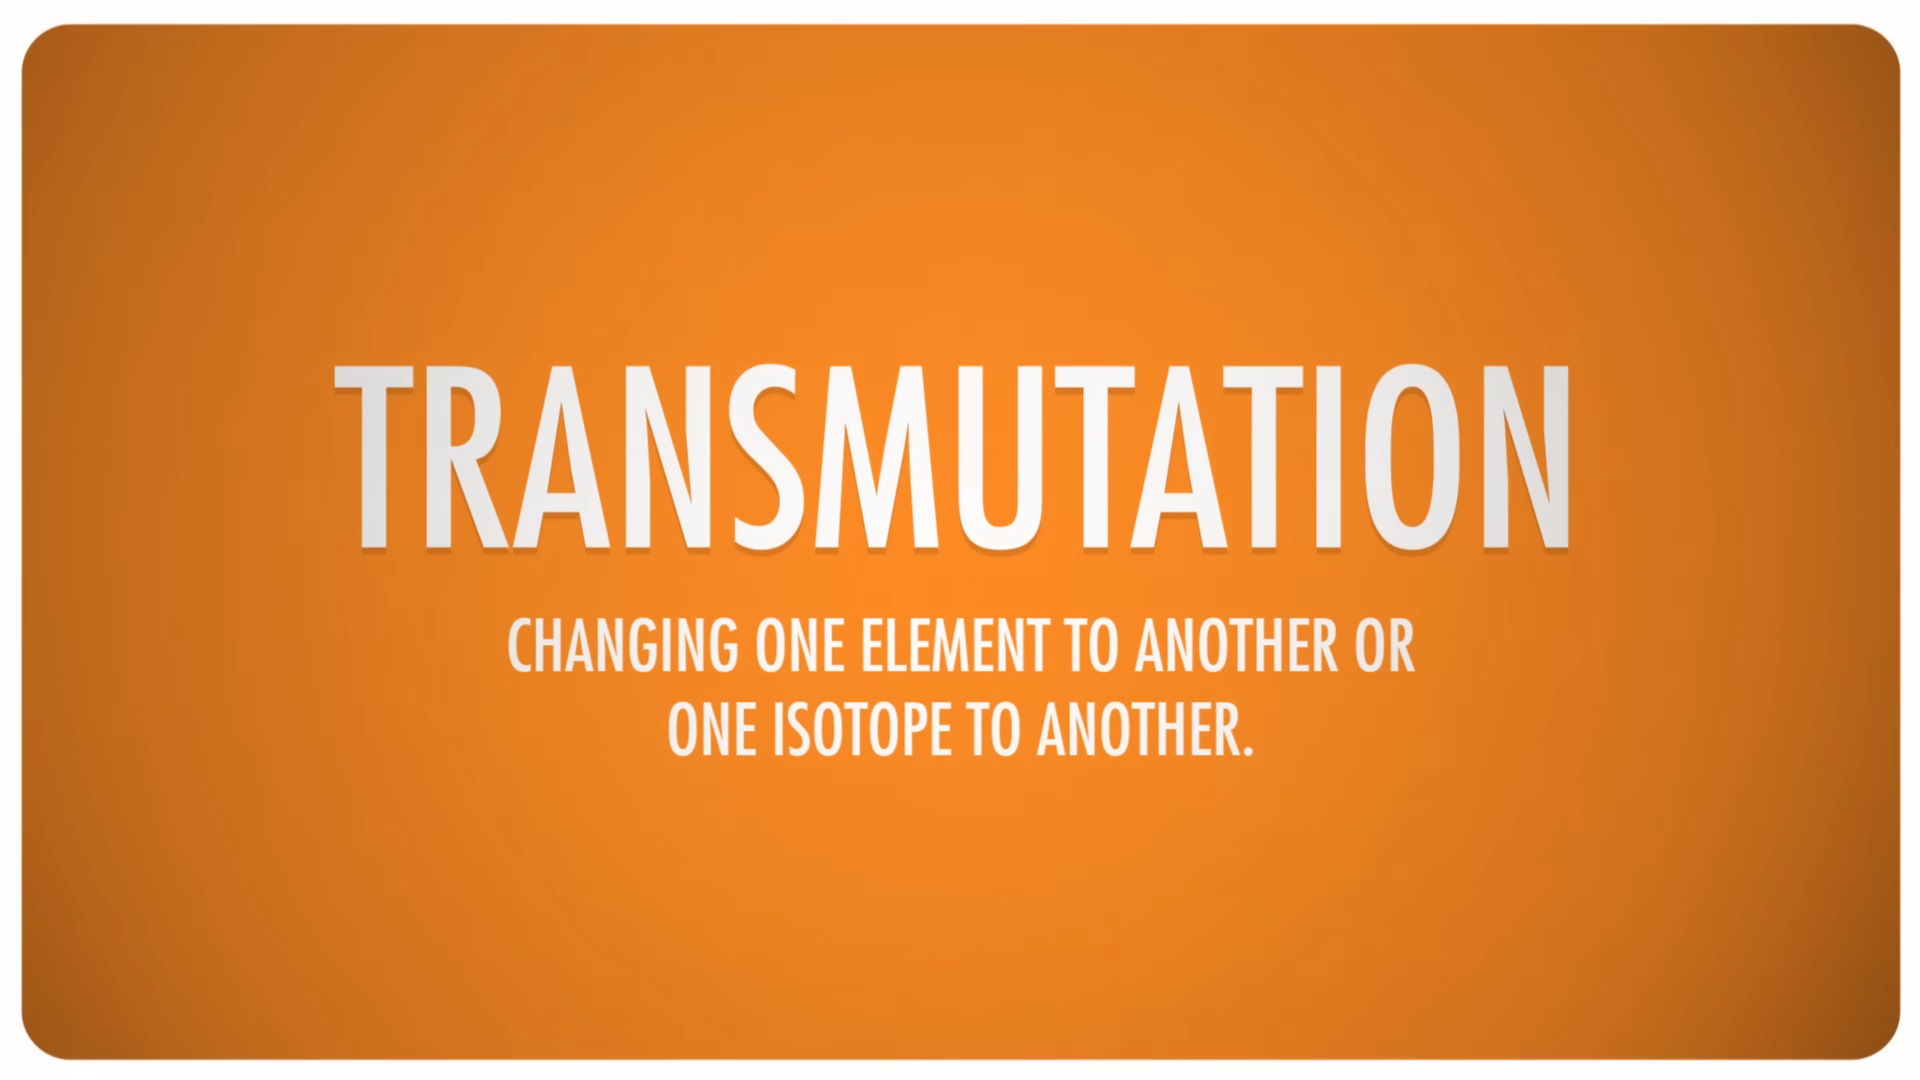 TRANSMUTATION
CHANGING ONE ELEMENT TO ANOTHER OR
ONE ISOTOPE TO ANOTHER.